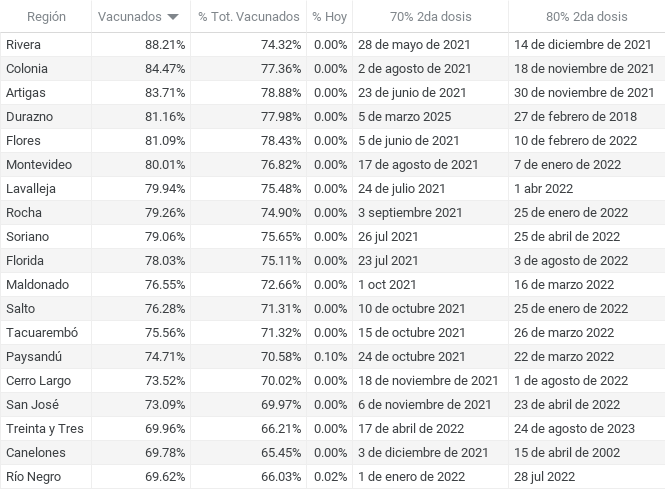 Región Vacunados % Tot. Vacunados % Hoy 70% 2da dosis 80% 2da dosis
Rivera 88.21% 74.32% 0.00% 28 de mayo de 2021 14 de diciembre de 2021
Colonia 84.47% 77.36% 0.00% 2 de agosto de 2021 18 de noviembre de 2021
Artigas 83.71% 78.88% 0.00% 23 de junio de 2021 30 de noviembre de 2021
Durazno 81.16% 77.98% 0.00% 5 de marzo 2025 27 de febrero de 2018
Flores 81.09% 78.43% 0.00% 5 de junio de 2021 10 de febrero de 2022
Montevideo 80.01% 76.82% 0.00% 17 de agosto de 2021 7 de enero de 2022
Lavalleja 79.94% 75.48% 0.00% 24 de julio 2021 1 abr 2022
Rocha 79.26% 74.90% 0.00% 3 septiembre 2021 25 de enero de 2022
Soriano 79.06% 75.65% 0.00% 26 jul 2021 25 de abril de 2022
Florida 78.03% 75.11% 0.00% 23 jul 2021 3 de agosto de 2022
Maldonado 76.55% 72.66% 0.00% 1 oct 2021 16 de marzo 2022
Salto 76.28% 71.31% 0.00% 10 de octubre 2021 25 de enero de 2022
Tacuarembó 75.56% 71.32% 0.00% 15 de octubre 2021 26 de marzo 2022
Paysandú 74.71% 70.58% 0.10% 24 de octubre 2021 22 de marzo 2022
Cerro Largo 73.52% 70.02% 0.00% 18 de noviembre de 2021 1 de agosto de 2022
San José 73.09% 69.97% 0.00% 6 de noviembre de 2021 23 de abril de 2022
Treinta y Tres 69.96% 66.21% 0.00% 17 de abril de 2022 24 de agosto de 2023
Canelones 69.78% 65.45% 0.00% 3 de diciembre de 2021 15 de abril de 2002
Río Negro 69.62% 66.03% 0.02% 1 de enero de 2022 28 jul 2022